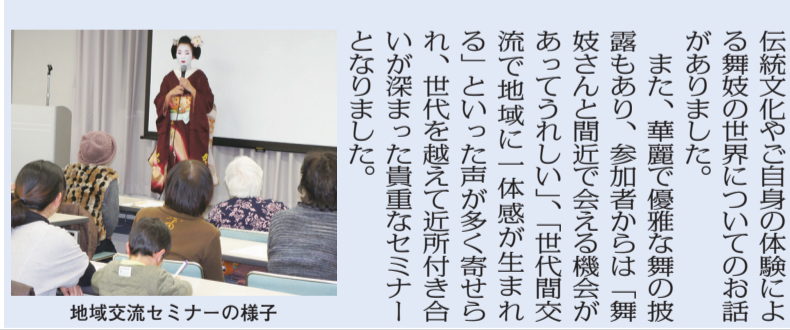 伝統文化やご自身の体験によ
る舞妓の世界についてのお話
がありました。
また、華麗で優雅な舞の披
露もあり、参加者からは「舞
妓さんと間近で会える機会が
あってうれしい」、「世代間交
流で地域に一体感が生まれ
る」といった声が多く寄せら
れ、世代を越えて近所付き合
いが深まった貴重なセミナー
となりました。
地域交流セミナーの様子